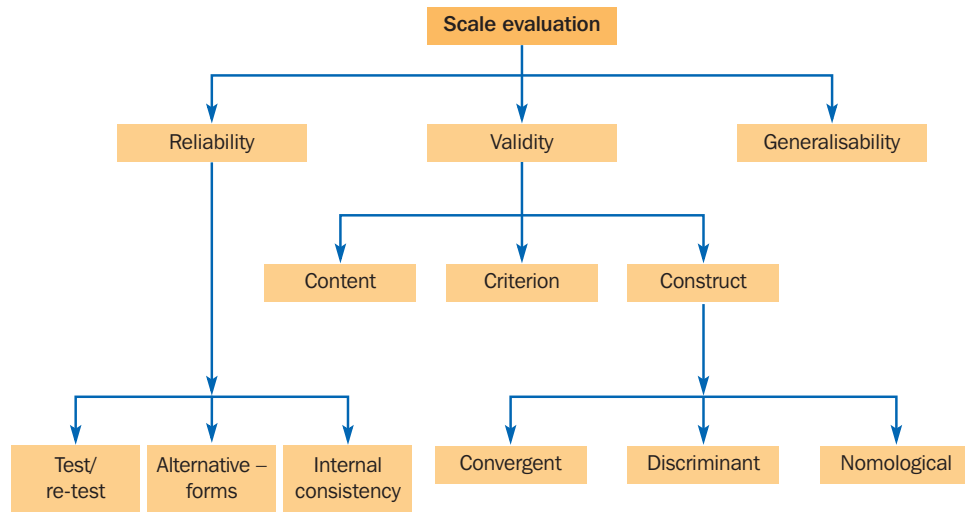 Scale evaluation
Reliability
Validity
Generalisability
Content
Criterion
Construct
Test/
re-test
Alternative –
forms
Internal
consistency
Convergent
Discriminant
Nomological